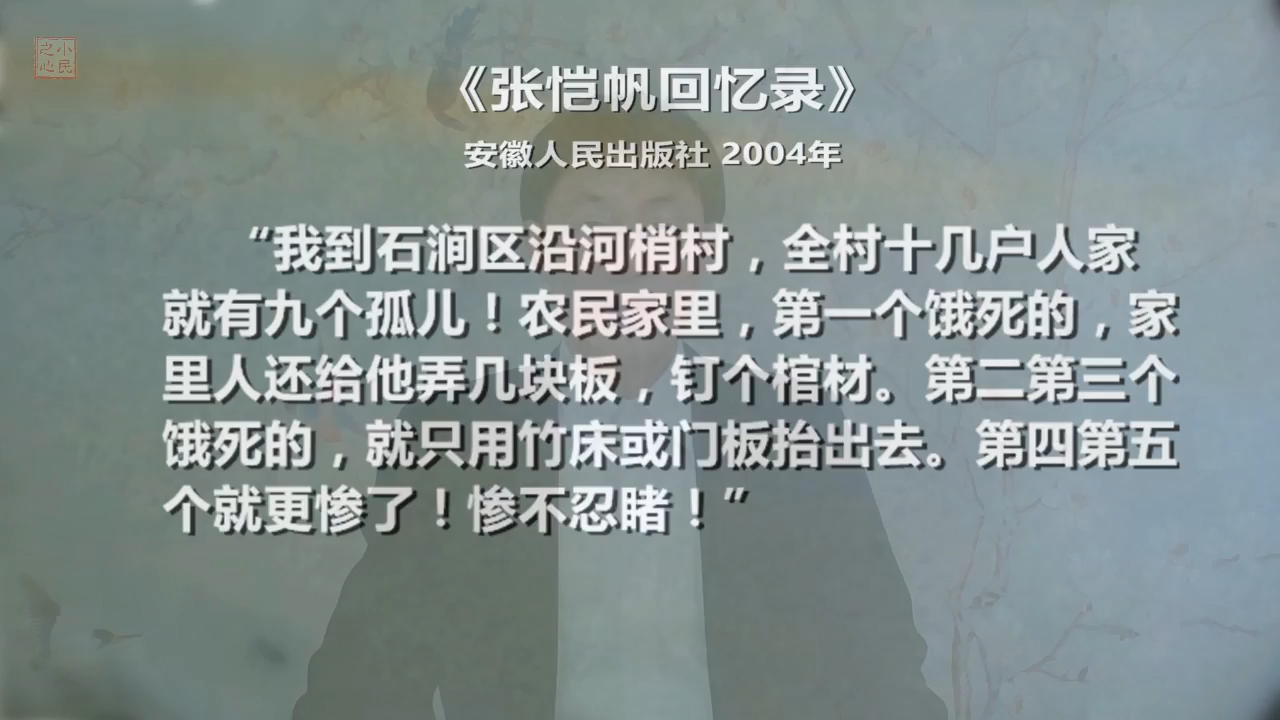 小民之心
《张恺帆回忆录》
安徽人民出版社 2004年
“我到石涧区沿河梢村，全村十几户人家
就有九个孤儿！农民家里，第一个饿死的，家
里人还给他弄几块板，钉个棺材。第二第三个
饿死的，就只用竹床或门板抬出去。第四第五
个就更惨了！惨不忍睹！”